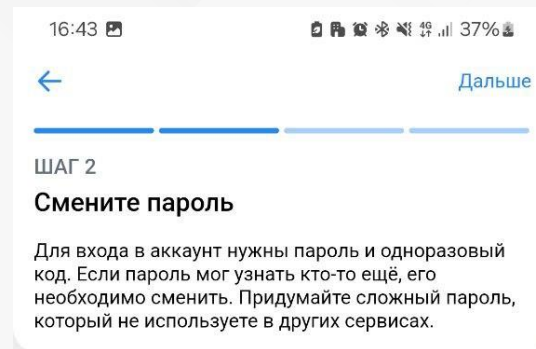 16:43 4G 37%
Дальше
ШАГ 2
Смените пароль
Для входа в аккаунт нужны пароль и одноразовый
код. Если пароль мог узнать кто-то ещё, его
необходимо сменить. Придумайте сложный пароль,
который не используете в других сервисах.